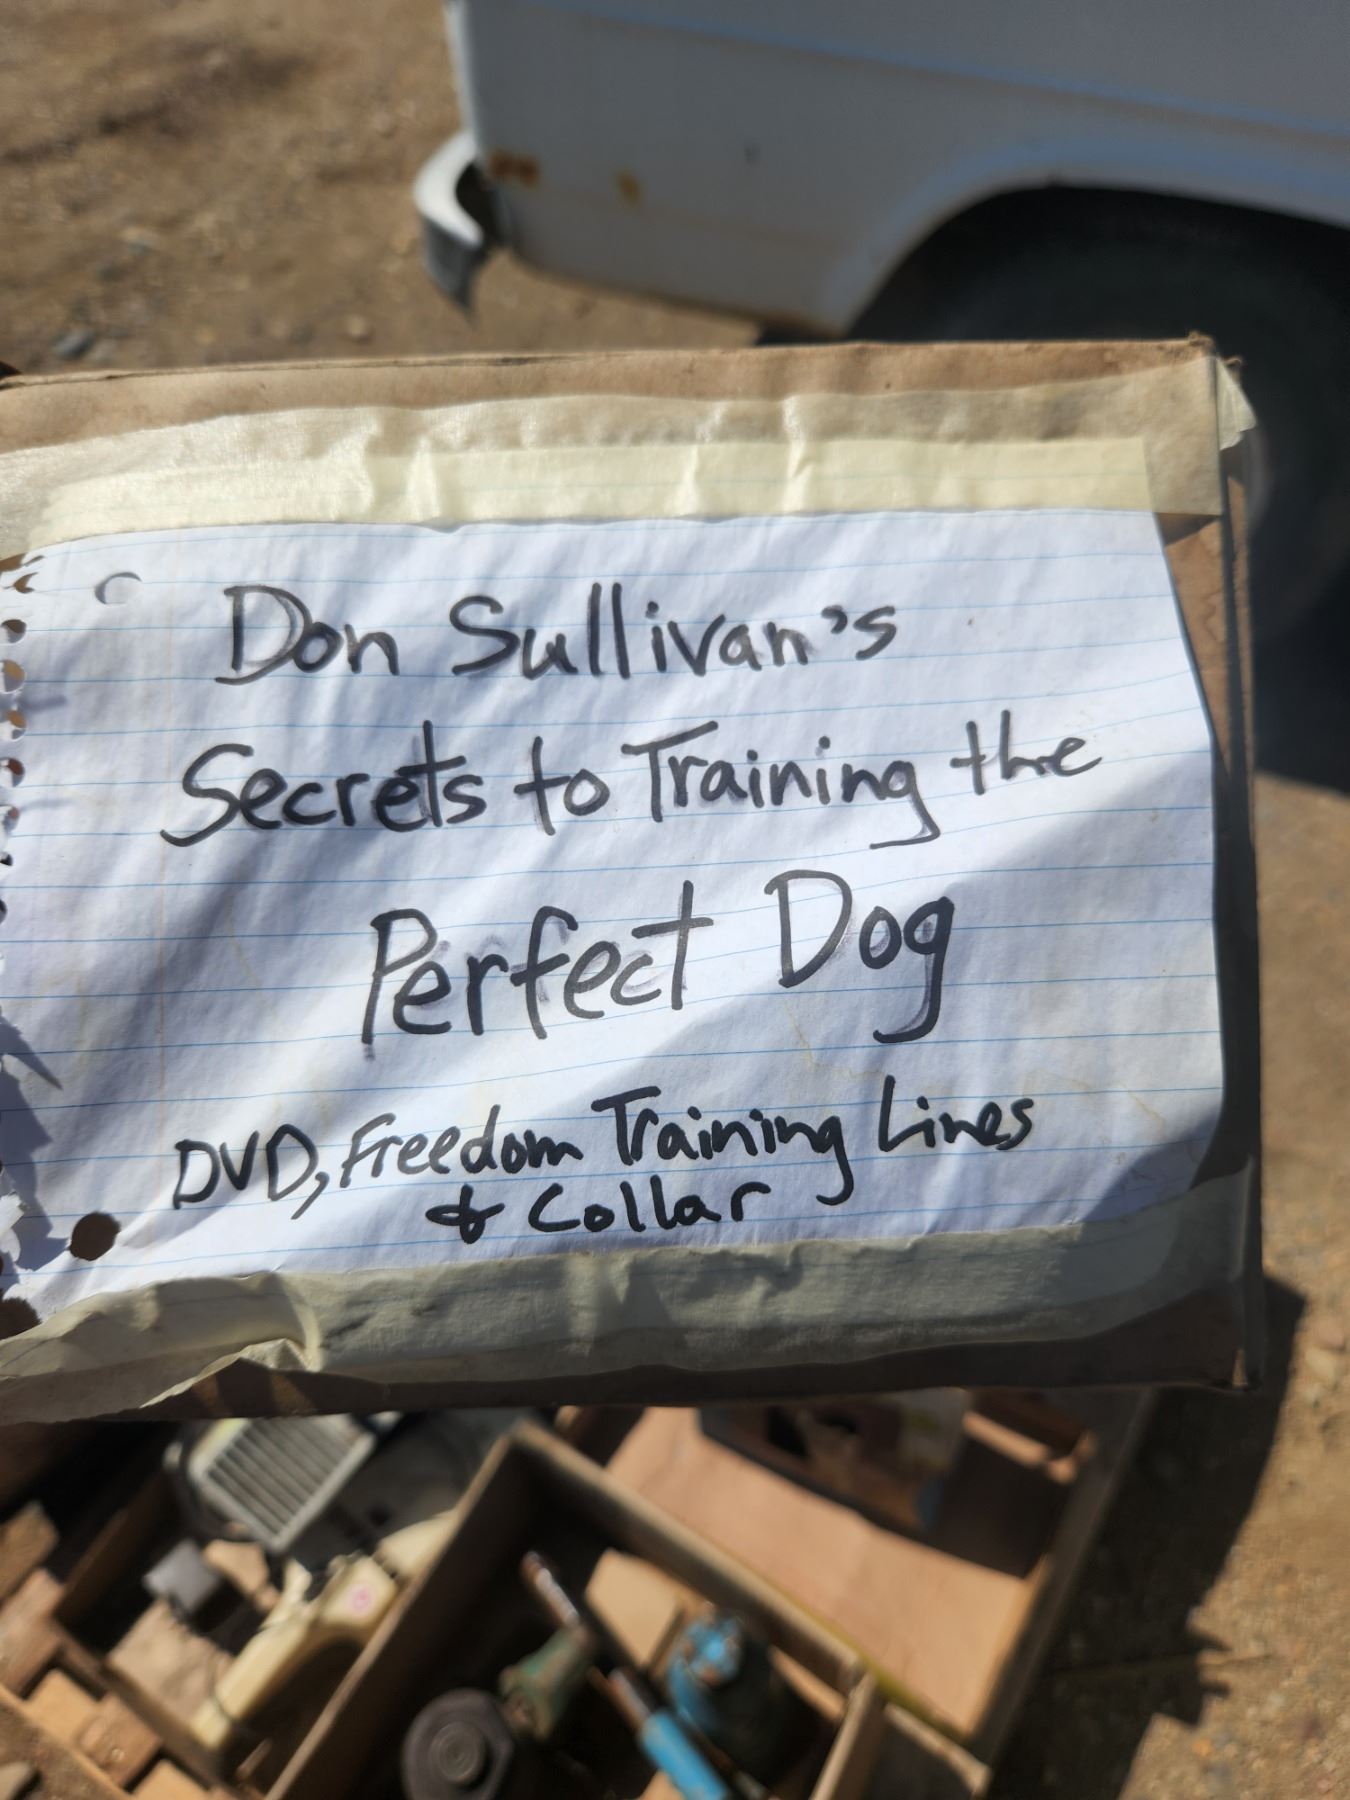 Don Sullivan's
Secrets to Training the
Perfect Dog
DVD, Freedom Training Lines
& Collar